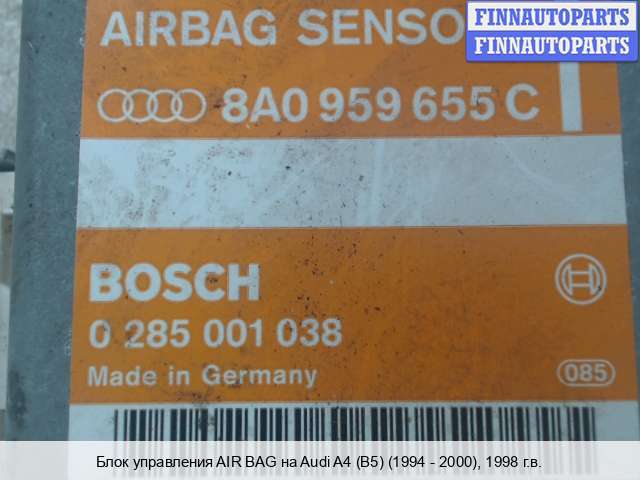 FINNAUTOPARTS
FINNAUTOPARTS
AIRBAG SENSO
8A0 959 655 C
BOSCH
0 285 001 038
Made in Germany
085
Блок управления AIR BAG на Audi A4 (B5) (1994 - 2000), 1998 г.в.